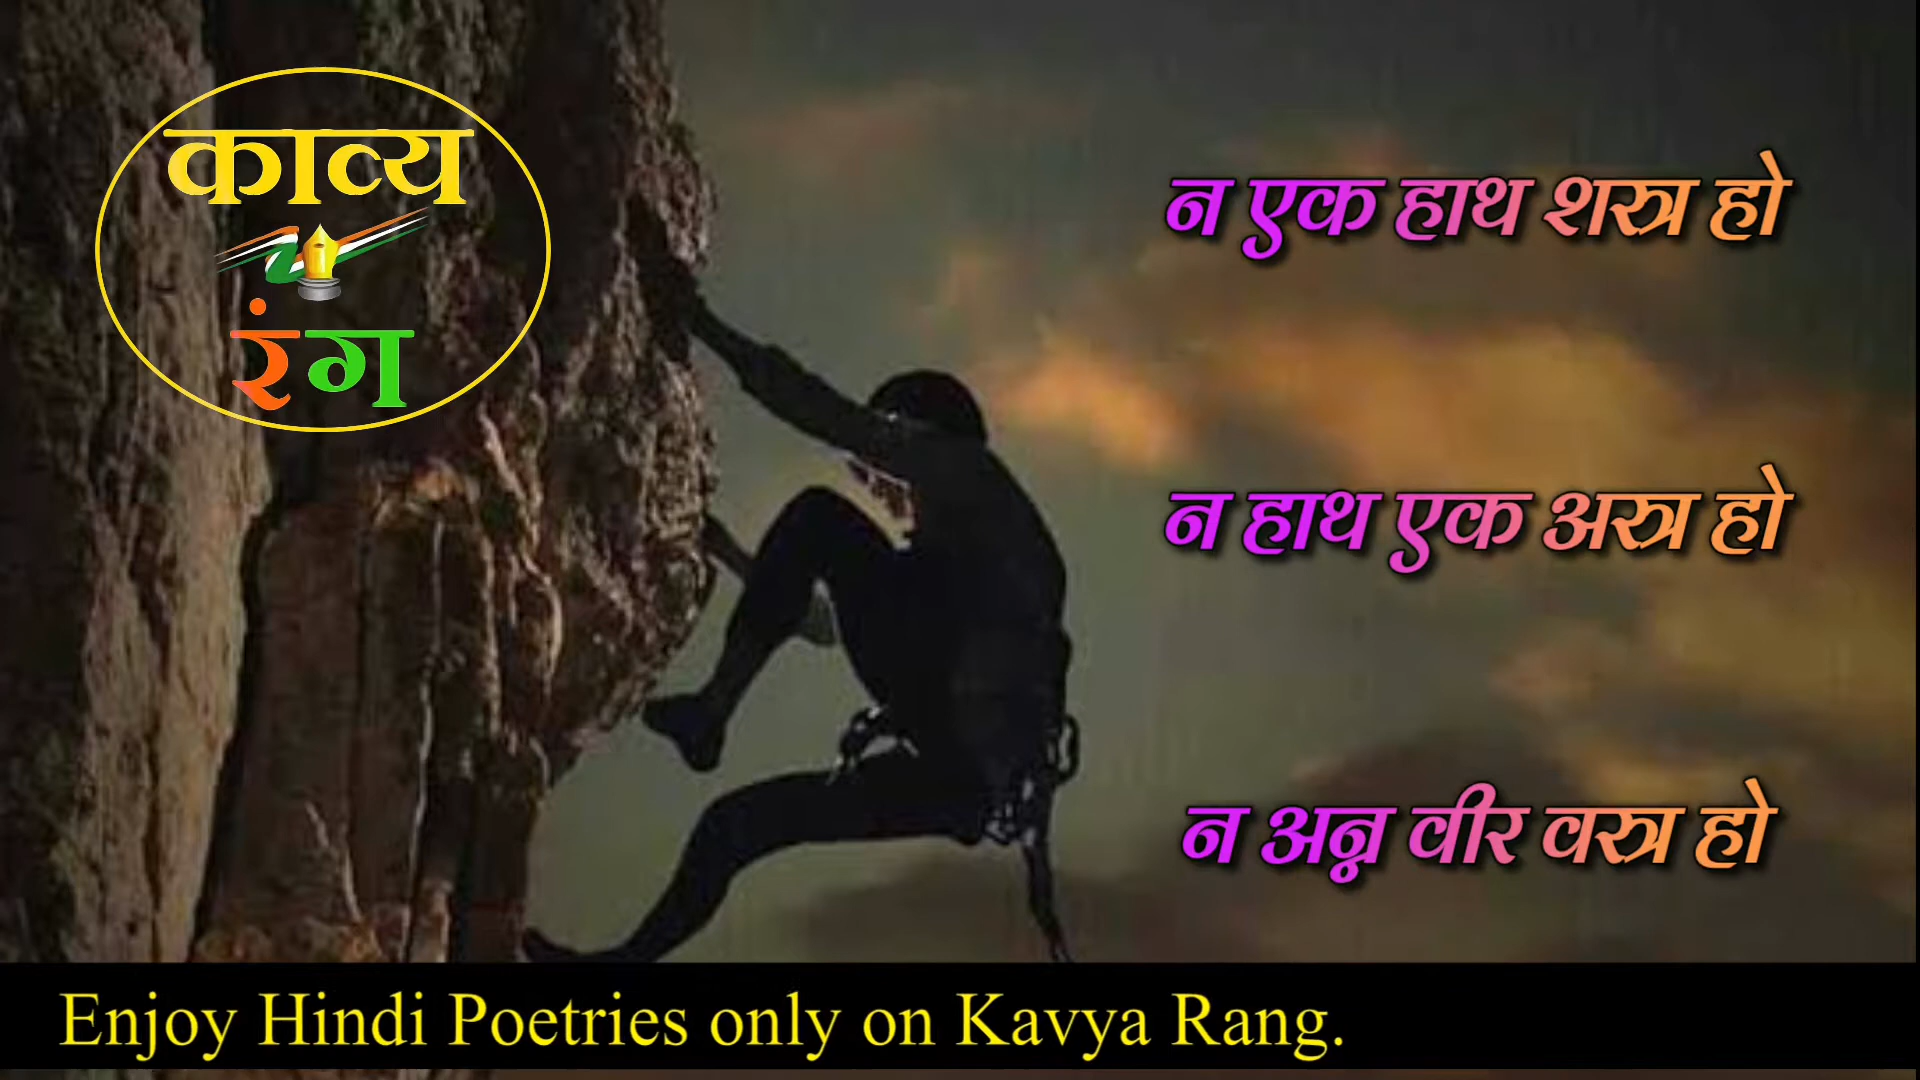 काव्य
रंग
न एक हाथ शस्त्र हो
न हाथ एक अस्त्र हो
न अन्न वीर वस्त्र हो
Enjoy Hindi Poetries only on Kavya Rang.